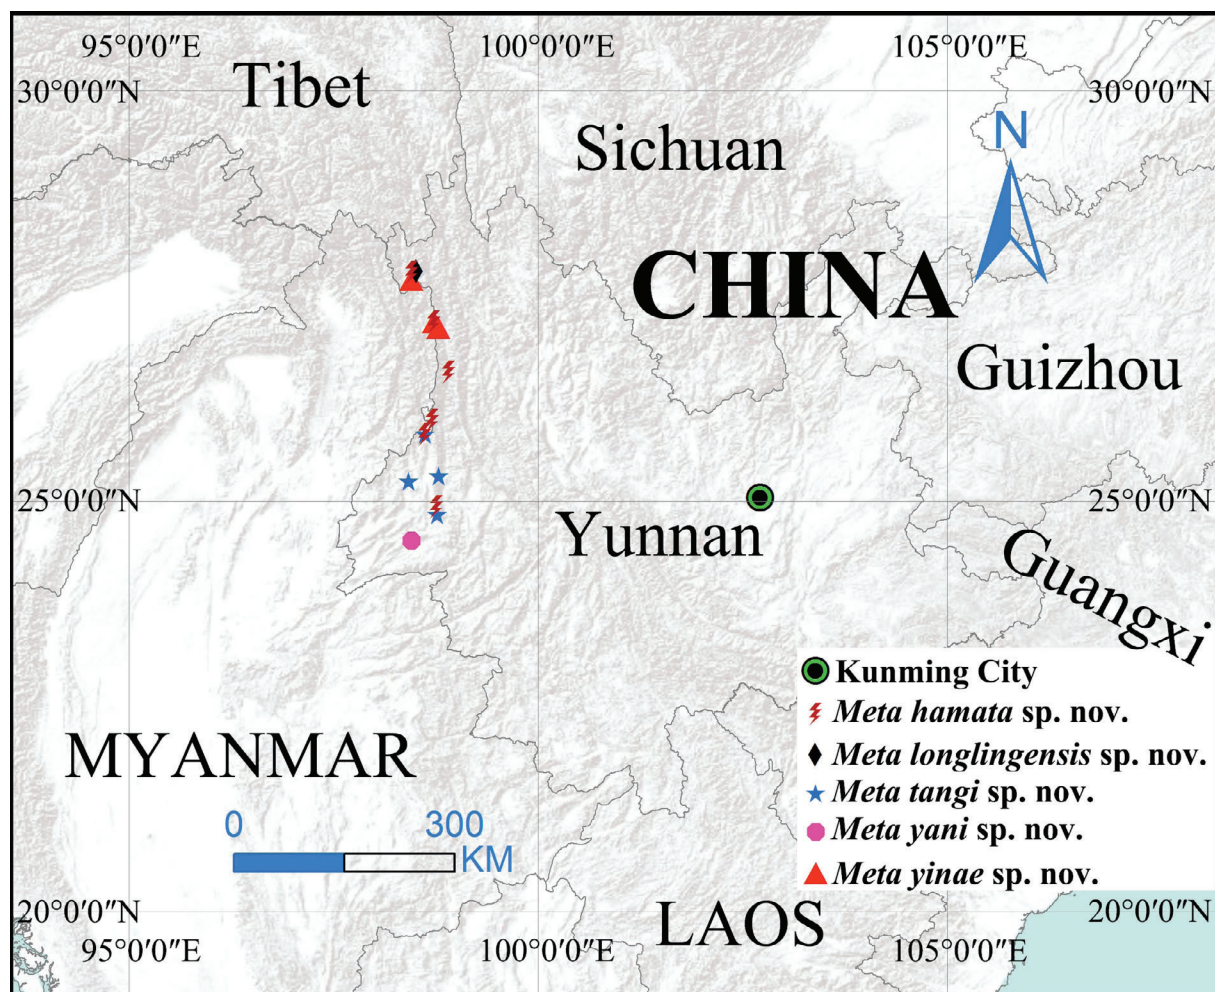 95°0′0″E 100°0′0″E 105°0′0″E
30°0′0″N 30°0′0″N
Tibet
Sichuan
N
CHINA
Guizhou
25°0′0″N 25°0′0″N
Yunnan
Guangxi
Kunming City
Meta hamata sp. nov.
Meta longlingensis sp. nov.
Meta tangi sp. nov.
Meta yani sp. nov.
Meta yinae sp. nov.
MYANMAR
0 300
KM
LAOS
20°0′0″N 20°0′0″N
95°0′0″E 100°0′0″E 105°0′0″E